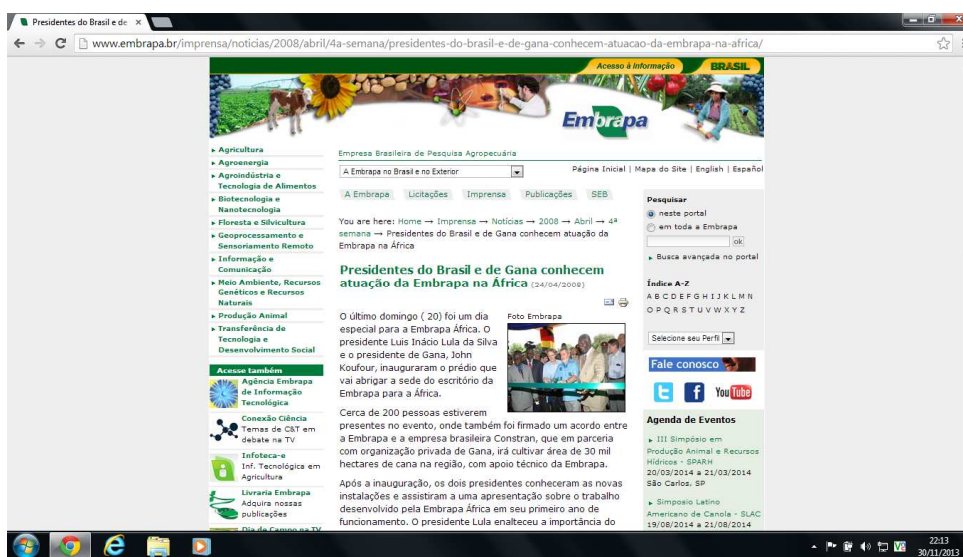 Presidentes do Brasil e de
www.embrapa.br/imprensa/noticias/2008/abril/4a-semana/presidentes-do-brasil-e-de-gana-conhecem-atuacao-da-embrapa-na-africa/
Acesso à Informação
BRASIL
Embrapa
Agricultura
Agroenergia
Agroindústria e
Tecnologia de Alimentos
Biotecnologia e
Nanotecnologia
Floresta e Silvicultura
Geoprocessamento e
Sensoriamento Remoto
Informação e
Comunicação
Meio Ambiente, Recursos
Genéticos e Recursos
Naturais
Produção Animal
Transferência de
Tecnologia e
Desenvolvimento Social
Acesse também
Agência Embrapa
de Informação
Tecnológica
Conexão Ciência
Temas de C&T em
debate na TV
Infoteca-e
Inf. Tecnológica em
Agricultura
Livraria Embrapa
Adquira nossas
publicações
Dia de Campo na TV
Empresa Brasileira de Pesquisa Agropecuária
A Embrapa no Brasil e no Exterior
Página Inicial | Mapa do Site | English | Español
A Embrapa Licitações Imprensa Publicações SEB
You are here: Home → Imprensa → Notícias → 2008 → Abril → 4ª
semana → Presidentes do Brasil e de Gana conhecem atuação da
Embrapa na África
Presidentes do Brasil e de Gana conhecem
atuação da Embrapa na África (24/04/2008)
O último domingo ( 20) foi um dia
especial para a Embrapa África. O
presidente Luis Inácio Lula da Silva
e o presidente de Gana, John
Koufour, inauguraram o prédio que
vai abrigar a sede do escritório da
Embrapa para a África.
Foto Embrapa
Cerca de 200 pessoas estiverem
presentes no evento, onde também foi firmado um acordo entre
a Embrapa e a empresa brasileira Constran, que em parceria
com organização privada de Gana, irá cultivar área de 30 mil
hectares de cana na região, com apoio técnico da Embrapa.
Após a inauguração, os dois presidentes conheceram as novas
instalações e assistiram a uma apresentação sobre o trabalho
desenvolvido pela Embrapa África em seu primeiro ano de
funcionamento. O presidente Lula enalteceu a importância do
Pesquisar
neste portal
em toda a Embrapa
ok
Busca avançada no portal
Índice A-Z
A B C D E F G H I J K L M N
O P Q R S T U V W X Y Z
Selecione seu Perfil
Fale conosco
You Tube
Agenda de Eventos
III Simpósio em
Produção Animal e Recursos
Hídricos - SPARH
20/03/2014 a 21/03/2014
São Carlos, SP
Simposio Latino
Americano de Canola - SLAC
19/08/2014 a 21/08/2014
22:13
30/11/2013